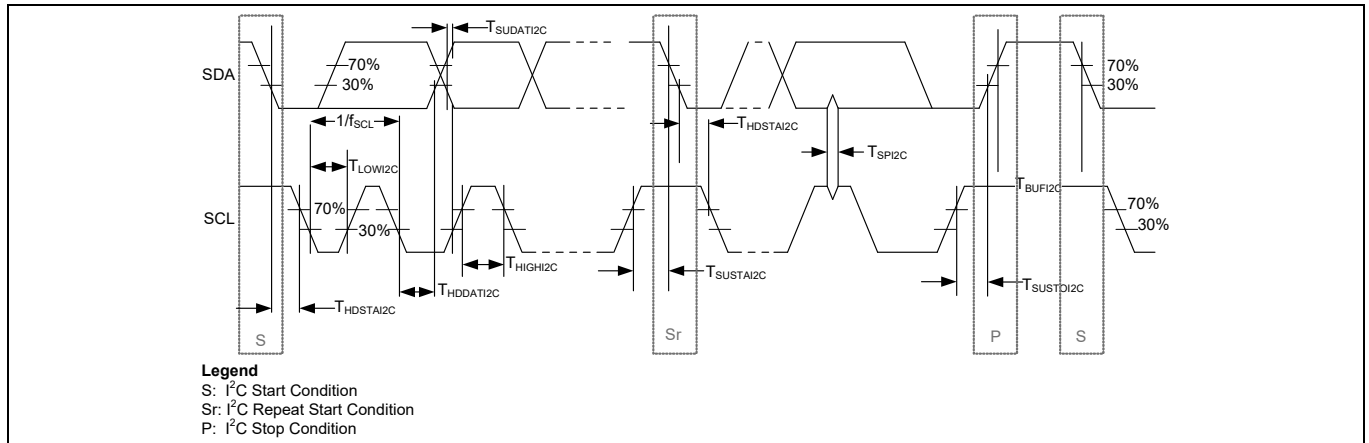 T_SUDATI2C
SDA
70%
30%
70%
30%
1/f_SCL
T_HDSTAI2C
T_LOWI2C
T_SPI2C
T_BUFI2C
SCL
70%
30%
70%
30%
T_HIGHI2C
T_SUSTAI2C
T_HDDATI2C
T_SUSTOI2C
T_HDSTAI2C
S
Sr
P
S
Legend
S: I²C Start Condition
Sr: I²C Repeat Start Condition
P: I²C Stop Condition